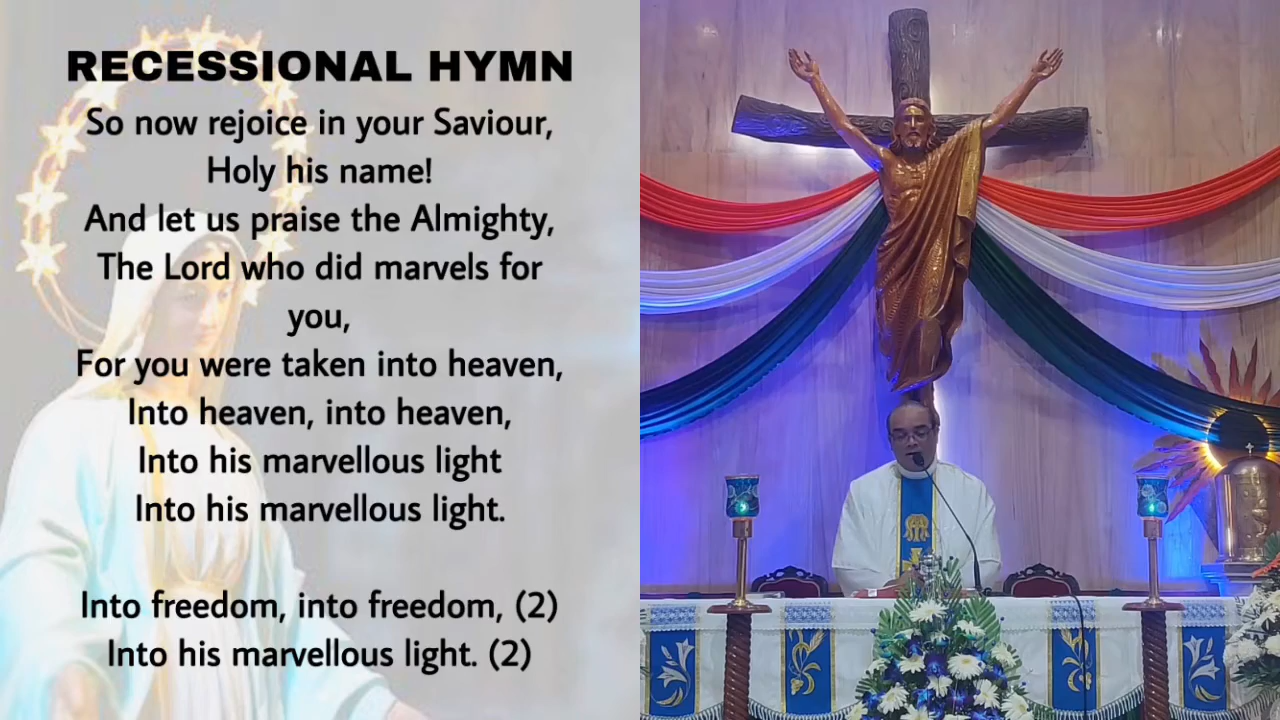 RECESSIONAL HYMN
So now rejoice in your Saviour,
Holy his name!
And let us praise the Almighty,
The Lord who did marvels for
you,
For you were taken into heaven,
Into heaven, into heaven,
Into his marvellous light
Into his marvellous light.
Into freedom, into freedom, (2)
Into his marvellous light. (2)